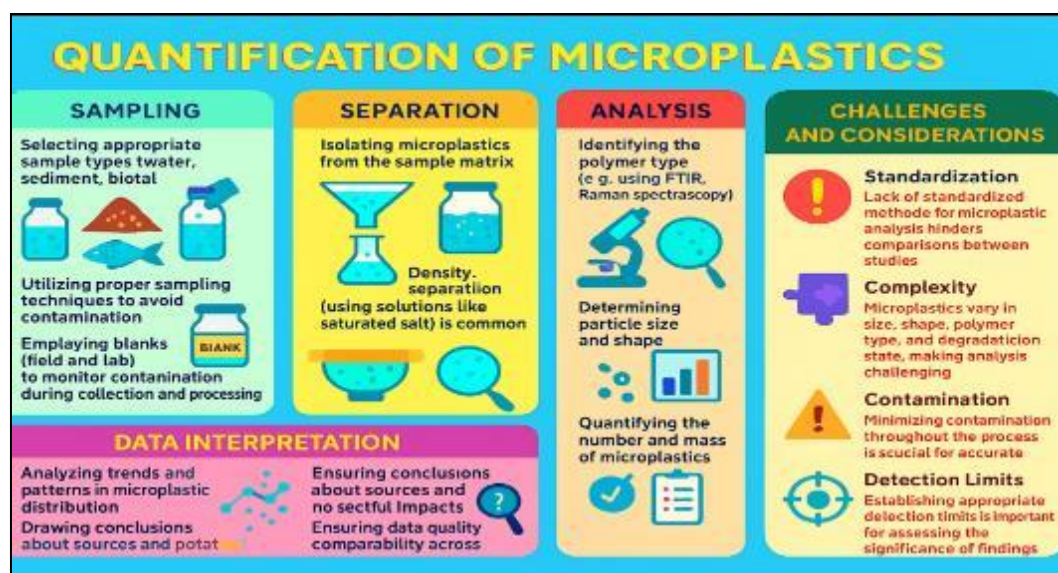 QUANTIFICATION OF MICROPLASTICS
SAMPLING
Selecting appropriate
sample types twater,
sediment, biotal
Utilizing proper sampling
techniques to avoid
contamination
Emplaying blanks
(field and lab)
to monitor contanination
during collection and processing
BIANK
SEPARATION
Isolating microplastics
from the sample matrix
Density.
separatiion
(using solutions like
saturated salt) is common
ANALYSIS
Identifying the
polymer type
(e g. using FTIR,
Raman spectroscopy)
Determining
particle size
and shape
Quantifying the
number and mass
of microplastics
CHALLENGES
AND CONSIDERATIONS
Standardization
Lack of standardized
methode for microplastic
analysis hinders
comparisons between
studies
Complexity
Microplastics vary in
size, shape, polymer
type, and degradaticion
state, making analysis
challenging
Contamination
Minimizing contamination
throughout the process
is scucial for accurate
Detection Limits
Establishing appropriate
delection timits is important
for assessing the
significance of findings
DATA INTERPRETATION
Analyzing trends and
patterns in microplastic
distribution
Drawing conclusions
about sources and potat
Ensuring conclusions
about sources and
no sectful Impacts
Ensuring data quality
comparability across